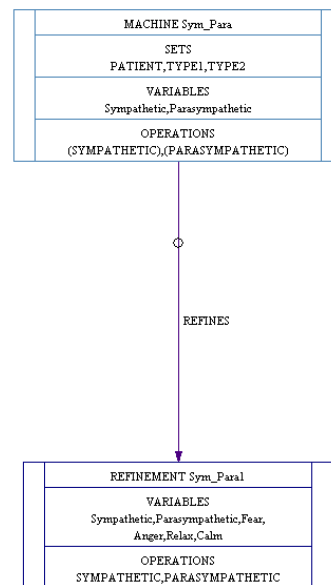 MACHINE Sym_Para
SETS
PATIENT,TYPE1,TYPE2
VARIABLES
Sympathetic,Parasympathetic
OPERATIONS
(SYMPATHETIC),(PARASYMPATHETIC)
REFINES
REFINEMENT Sym_Para1
VARIABLES
Sympathetic,Parasympathetic,Fear,
Anger,Relax,Calm
OPERATIONS
SYMPATHETIC,PARASYMPATHETIC